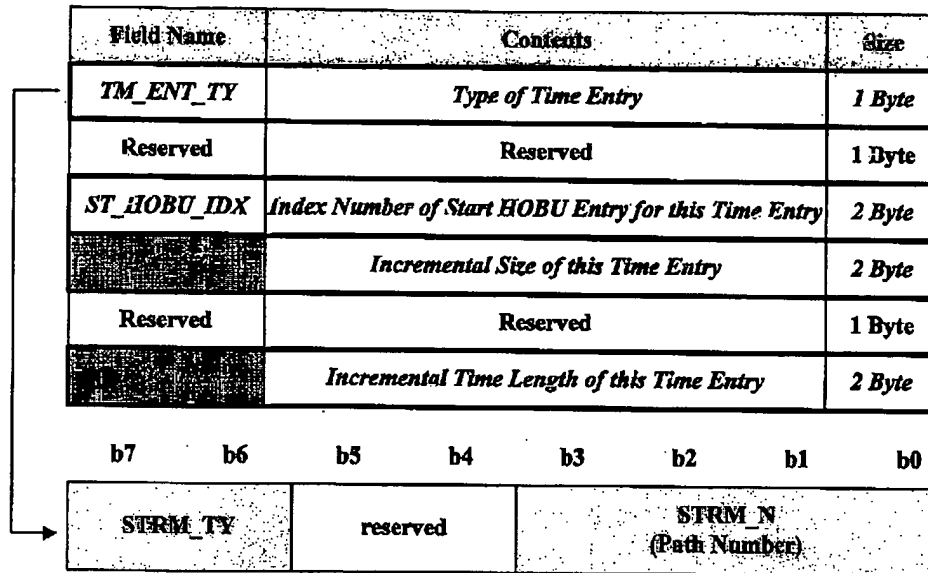 Field Name Contents Size
TM_ENT_TY Type of Time Entry 1 Byte
Reserved Reserved 1 Byte
ST_HOBU_IDX Index Number of Start HOBU Entry for this Time Entry 2 Byte
Incremental Size of this Time Entry 2 Byte
Reserved Reserved 1 Byte
Incremental Time Length of this Time Entry 2 Byte
b7 b6 b5 b4 b3 b2 b1 b0
STRM_TY reserved STRM_N
(Path Number)